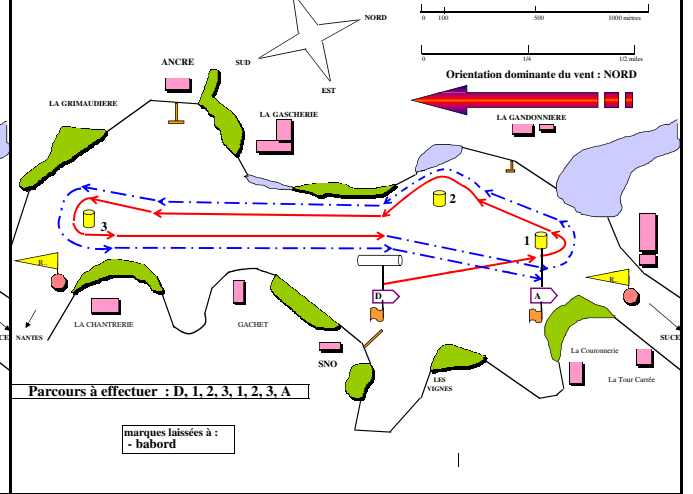 NORD
SUD
EST
0 100 500 1000 mètres
0 1/4 1/2 miles
Orientation dominante du vent : NORD
ANCRE
LA GRIMAUDIERE
LA GASCHERIE
LA GANDONNIERE
2
3
1
R.
R.
D
A
LA CHANTRERIE
GACHET
NANTES
CE
SUCE
SNO
La Couronnerie
La Tour Carrée
LES
VIGNES
Parcours à effectuer : D, 1, 2, 3, 1, 2, 3, A
marques laissées à :
- babord